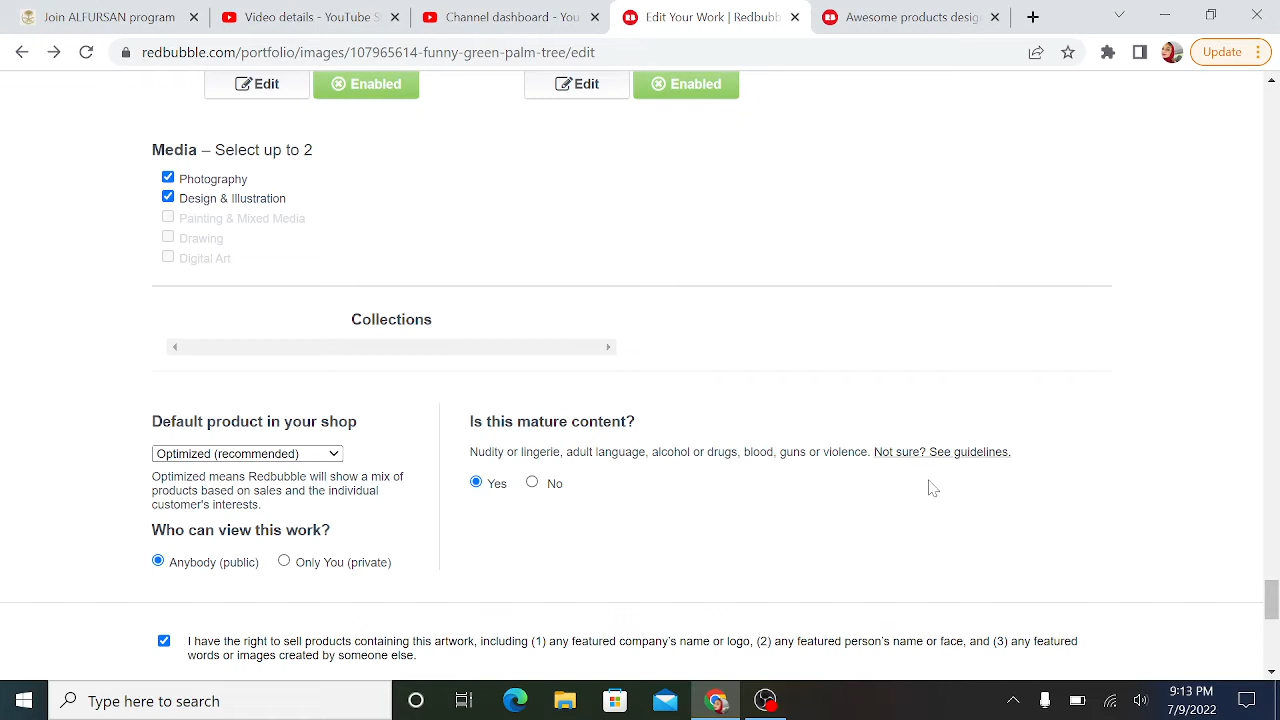 Join ALFURSAN Program
Video details - YouTube S
Channel dashboard - You
Edit Your Work | Redbubb
Awesome products desig
redbubble.com/portfolio/images/107965614-funny-green-palm-tree/edit
Update
Edit
Enabled
Edit
Enabled
Media – Select up to 2
Photography
Design & Illustration
Painting & Mixed Media
Drawing
Digital Art
Collections
Default product in your shop
Optimized (recommended)
Optimized means Redbubble will show a mix of
products based on sales and the individual
customer's interests.
Who can view this work?
Anybody (public)
Only You (private)
Is this mature content?
Nudity or lingerie, adult language, alcohol or drugs, blood, guns or violence. Not sure? See guidelines.
Yes
No
I have the right to sell products containing this artwork, including (1) any featured company's name or logo, (2) any featured person's name or face, and (3) any featured
words or images created by someone else.
Type here to search
9:13 PM
7/9/2022